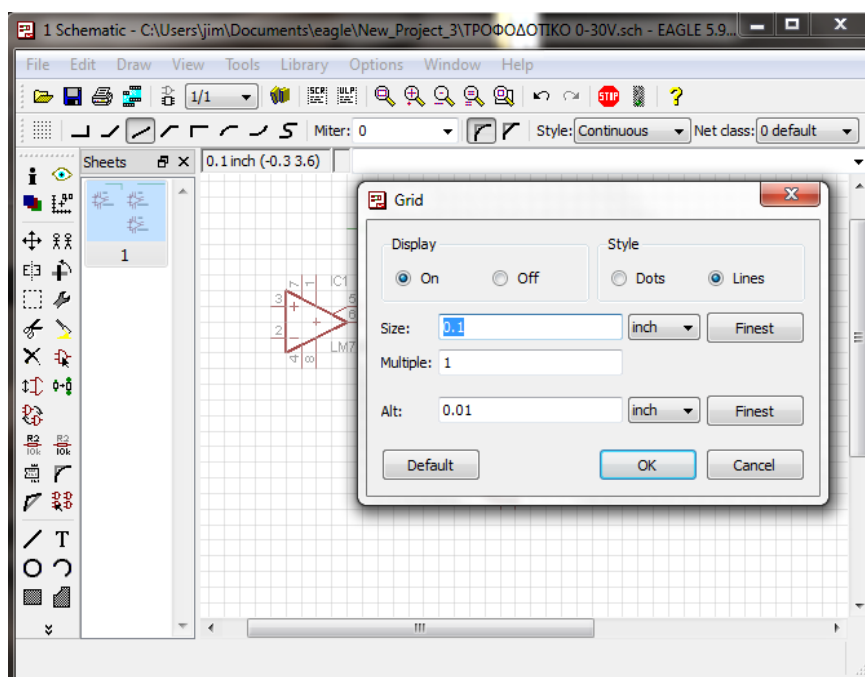 1 Schematic - C:\Users\jim\Documents\eagle\New_Project_3\ΤΡΟΦΟΔΟΤΙΚΟ 0-30V.sch - EAGLE 5.9...
File Edit Draw View Tools Library Options Window Help
1/1 SCR ULP STOP
Miter: 0 Style: Continuous Net class: 0 default
Sheets 0.1 inch (-0.3 3.6)
1
Grid
Display Style
On Off Dots Lines
Size: 0.1 inch Finest
Multiple: 1
Alt: 0.01 inch Finest
Default OK Cancel
7 1 IC1
3 5
6
2
4 8 LM7
R2 R2
10k 10k
T